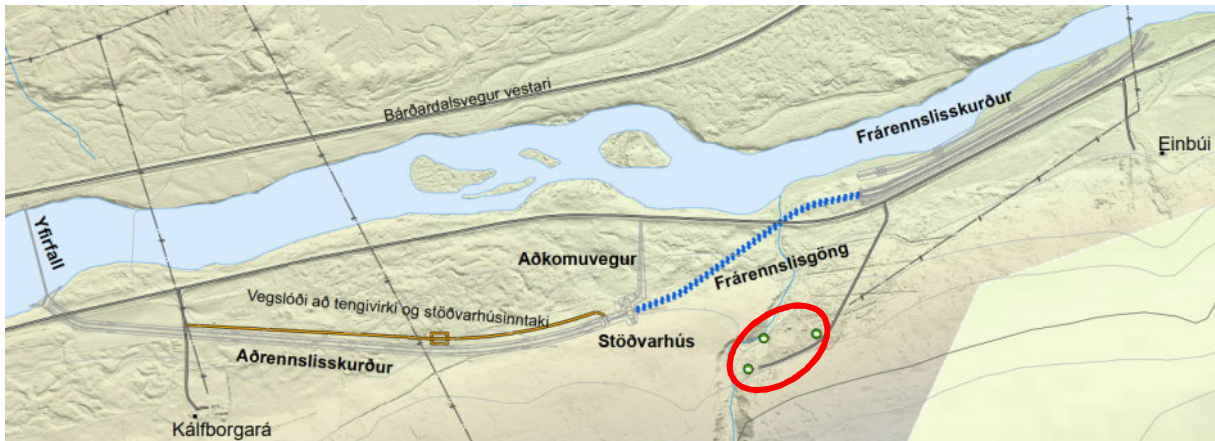 Bárðardalsvegur vestari
Frárennslisskurður
Einbúi
Yfirfall
Aðkomuvegur
Frárennslisgöng
Vegslóði að tengivirki og stöðvarhúsinntaki
Stöðvarhús
Aðrennslisskurður
Kálfborgará